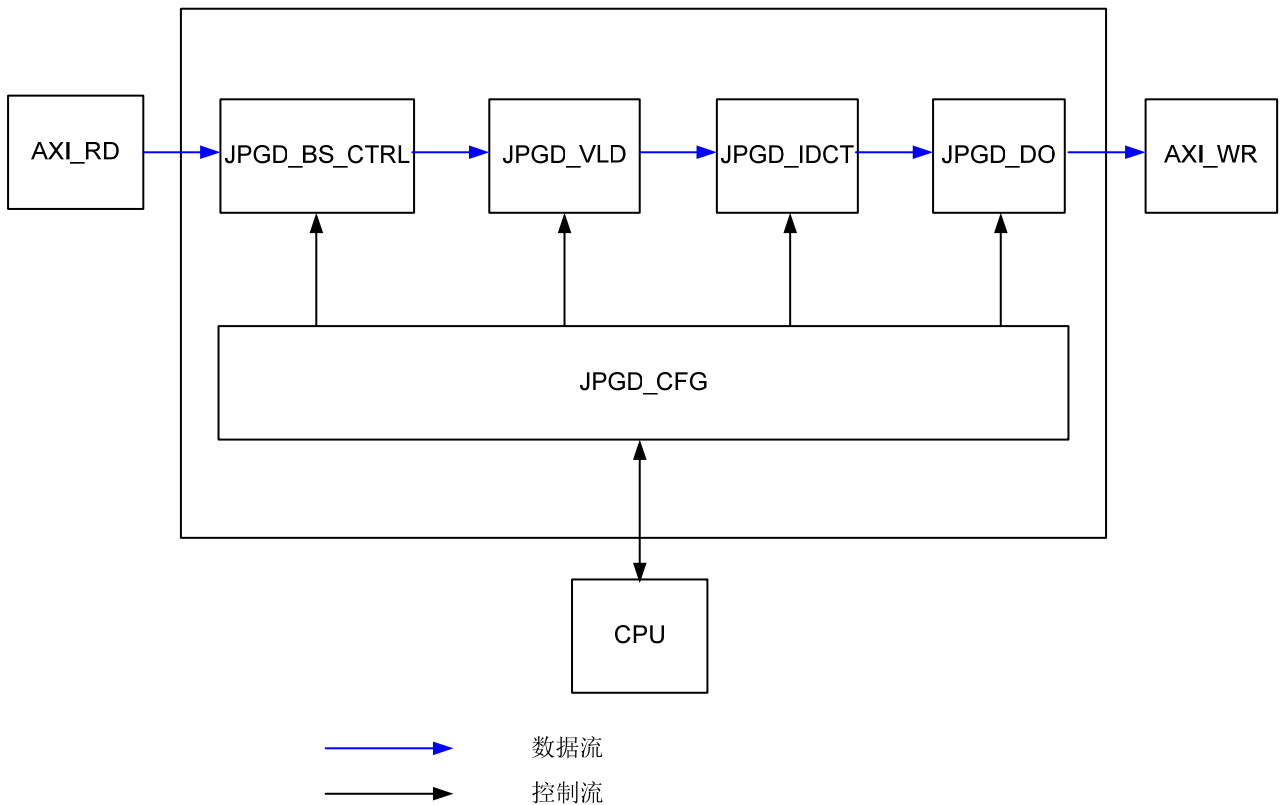 AXI_RD
JPGD_BS_CTRL
JPGD_VLD
JPGD_IDCT
JPGD_DO
AXI_WR
JPGD_CFG
CPU
数据流
控制流